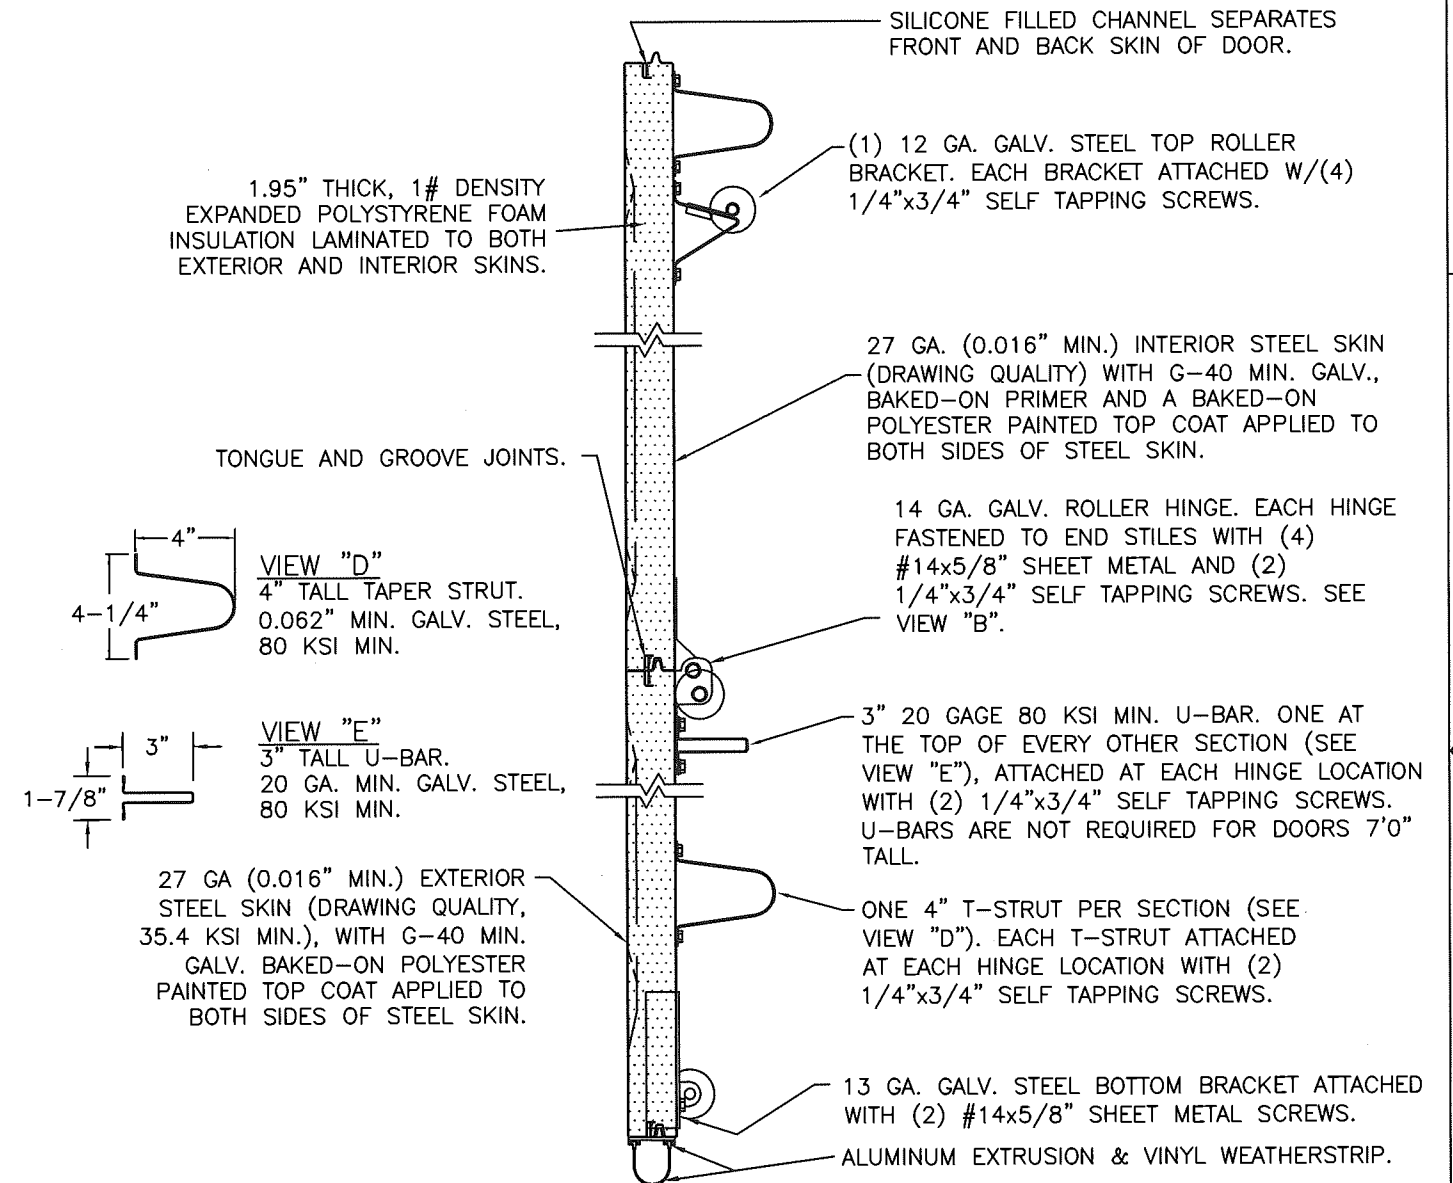 SILICONE FILLED CHANNEL SEPARATES
FRONT AND BACK SKIN OF DOOR.
(1) 12 GA. GALV. STEEL TOP ROLLER
BRACKET. EACH BRACKET ATTACHED W/(4)
1/4"x3/4" SELF TAPPING SCREWS.
1.95" THICK, 1# DENSITY
EXPANDED POLYSTYRENE FOAM
INSULATION LAMINATED TO BOTH
EXTERIOR AND INTERIOR SKINS.
27 GA. (0.016" MIN.) INTERIOR STEEL SKIN
(DRAWING QUALITY) WITH G-40 MIN. GALV.,
BAKED-ON PRIMER AND A BAKED-ON
POLYESTER PAINTED TOP COAT APPLIED TO
BOTH SIDES OF STEEL SKIN.
TONGUE AND GROOVE JOINTS.
14 GA. GALV. ROLLER HINGE. EACH HINGE
FASTENED TO END STILES WITH (4)
#14x5/8" SHEET METAL AND (2)
1/4"x3/4" SELF TAPPING SCREWS. SEE
VIEW "B".
4"
4-1/4"
VIEW "D"
4" TALL TAPER STRUT.
0.062" MIN. GALV. STEEL,
80 KSI MIN.
3"
1-7/8"
VIEW "E"
3" TALL U-BAR.
20 GA. MIN. GALV. STEEL,
80 KSI MIN.
3" 20 GAGE 80 KSI MIN. U-BAR. ONE AT
THE TOP OF EVERY OTHER SECTION (SEE
VIEW "E"), ATTACHED AT EACH HINGE LOCATION
WITH (2) 1/4"x3/4" SELF TAPPING SCREWS.
U-BARS ARE NOT REQUIRED FOR DOORS 7'0"
TALL.
27 GA (0.016" MIN.) EXTERIOR
STEEL SKIN (DRAWING QUALITY,
35.4 KSI MIN.), WITH G-40 MIN.
GALV. BAKED-ON POLYESTER
PAINTED TOP COAT APPLIED TO
BOTH SIDES OF STEEL SKIN.
ONE 4" T-STRUT PER SECTION (SEE
VIEW "D"). EACH T-STRUT ATTACHED
AT EACH HINGE LOCATION WITH (2)
1/4"x3/4" SELF TAPPING SCREWS.
13 GA. GALV. STEEL BOTTOM BRACKET ATTACHED
WITH (2) #14x5/8" SHEET METAL SCREWS.
ALUMINUM EXTRUSION & VINYL WEATHERSTRIP.